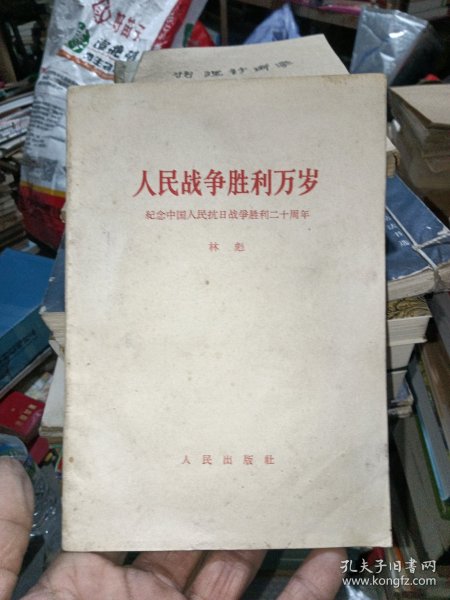 人民战争胜利万岁
纪念中国人民抗日战争胜利二十周年
林彪
人民出版社
孔夫子旧书网
www.kongfz.com